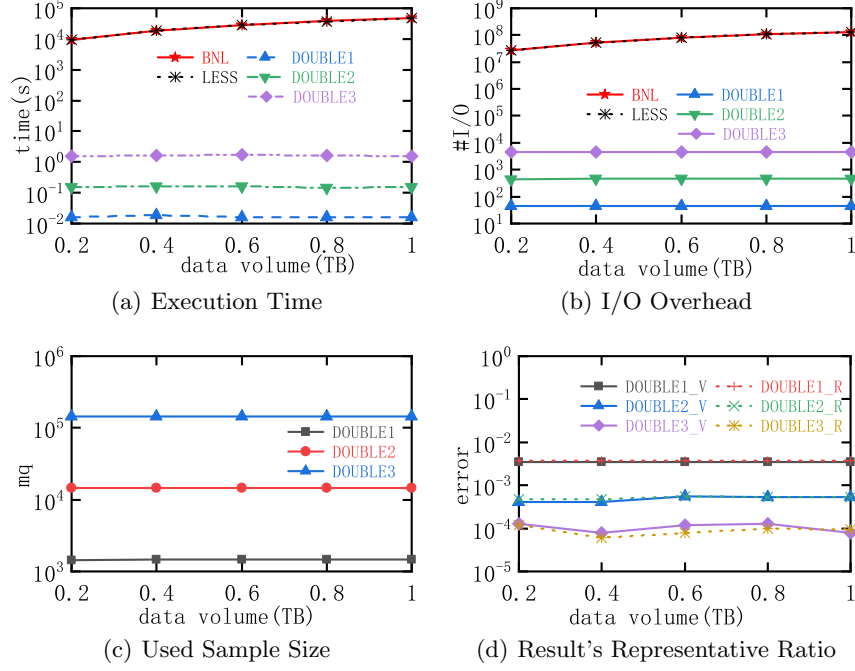 10^5
10^4
10^3
10^2
10^1
10^0
10^-1
10^-2
time(s)
BNL
LESS
DOUBLE1
DOUBLE2
DOUBLE3
0.2 0.4 0.6 0.8 1
data volume(TB)
(a) Execution Time
10^9
10^8
10^7
10^6
10^5
10^4
10^3
10^2
10^1
#I/O
BNL
LESS
DOUBLE1
DOUBLE2
DOUBLE3
0.2 0.4 0.6 0.8 1
data volume(TB)
(b) I/O Overhead
10^6
10^5
10^4
10^3
mq
DOUBLE1
DOUBLE2
DOUBLE3
0.2 0.4 0.6 0.8 1
data volume(TB)
(c) Used Sample Size
10^0
10^-1
10^-2
10^-3
10^-4
10^-5
error
DOUBLE1_V DOUBLE1_R
DOUBLE2_V DOUBLE2_R
DOUBLE3_V DOUBLE3_R
0.2 0.4 0.6 0.8 1
data volume(TB)
(d) Result's Representative Ratio